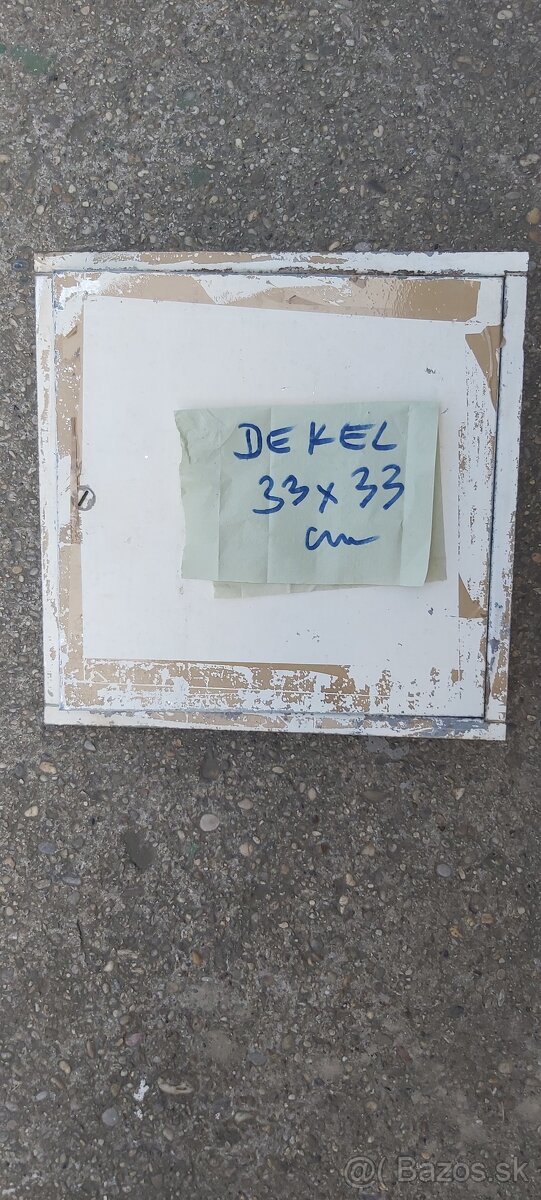 DEKEL
33x33
cm
@( Bazos.sk